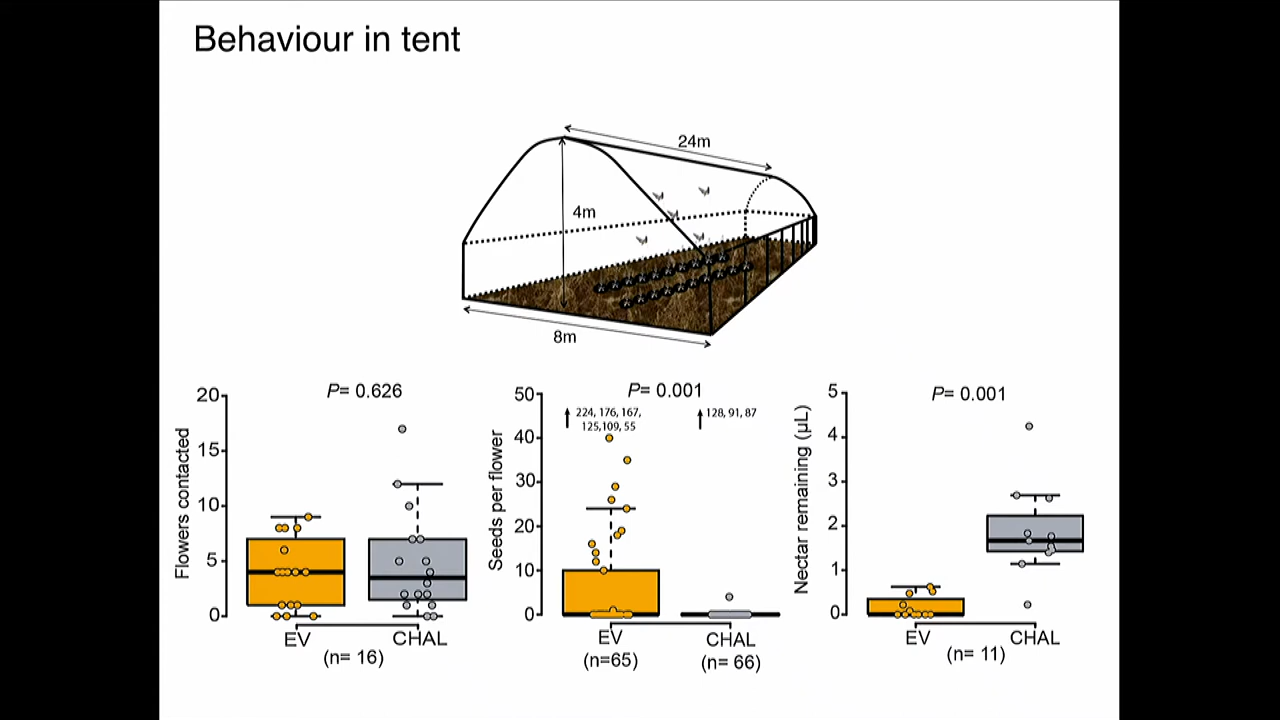 Behaviour in tent
24m
4m
8m
P= 0.626
Flowers contacted
20
15
10
5
0
EV
CHAL
(n= 16)
P= 0.001
224, 176, 167,
125,109, 55
128, 91, 87
Seeds per flower
50
40
30
20
10
0
EV
CHAL
(n=65)
(n= 66)
P= 0.001
Nectar remaining (µL)
5
4
3
2
1
0
EV
CHAL
(n= 11)